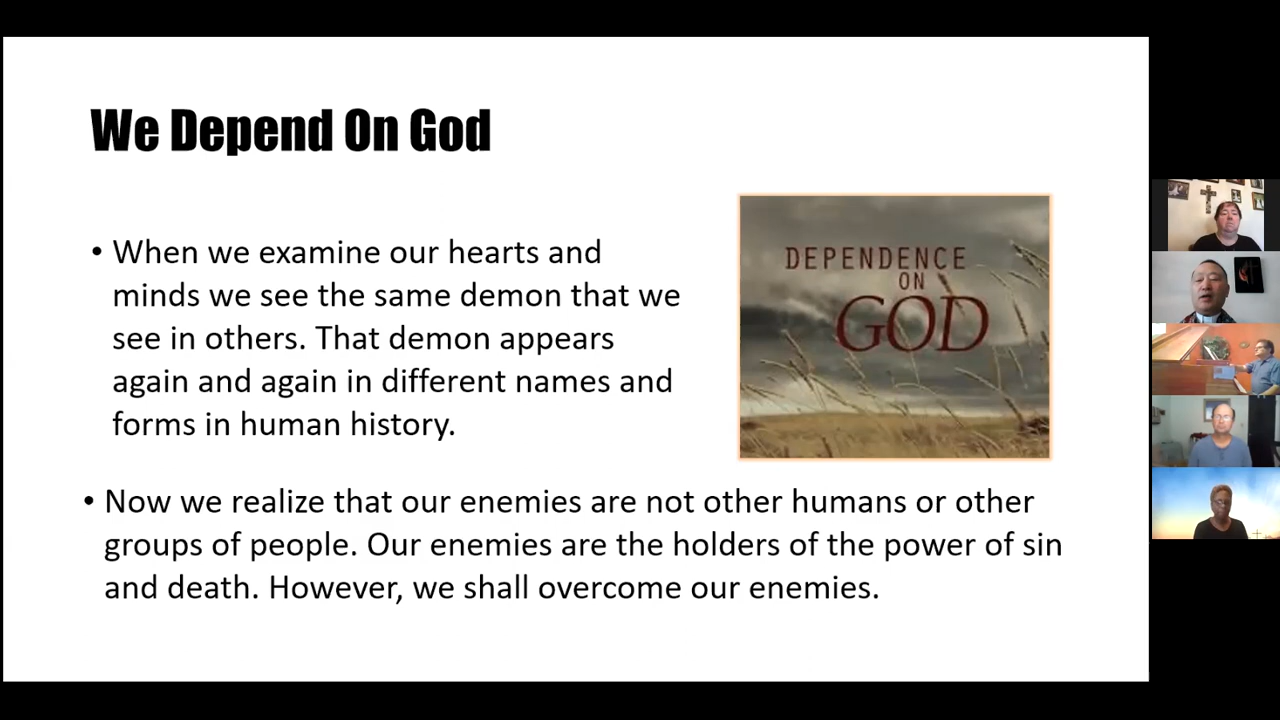 We Depend On God
• When we examine our hearts and
minds we see the same demon that we
see in others. That demon appears
again and again in different names and
forms in human history.
DEPENDENCE
ON
GOD
• Now we realize that our enemies are not other humans or other
groups of people. Our enemies are the holders of the power of sin
and death. However, we shall overcome our enemies.